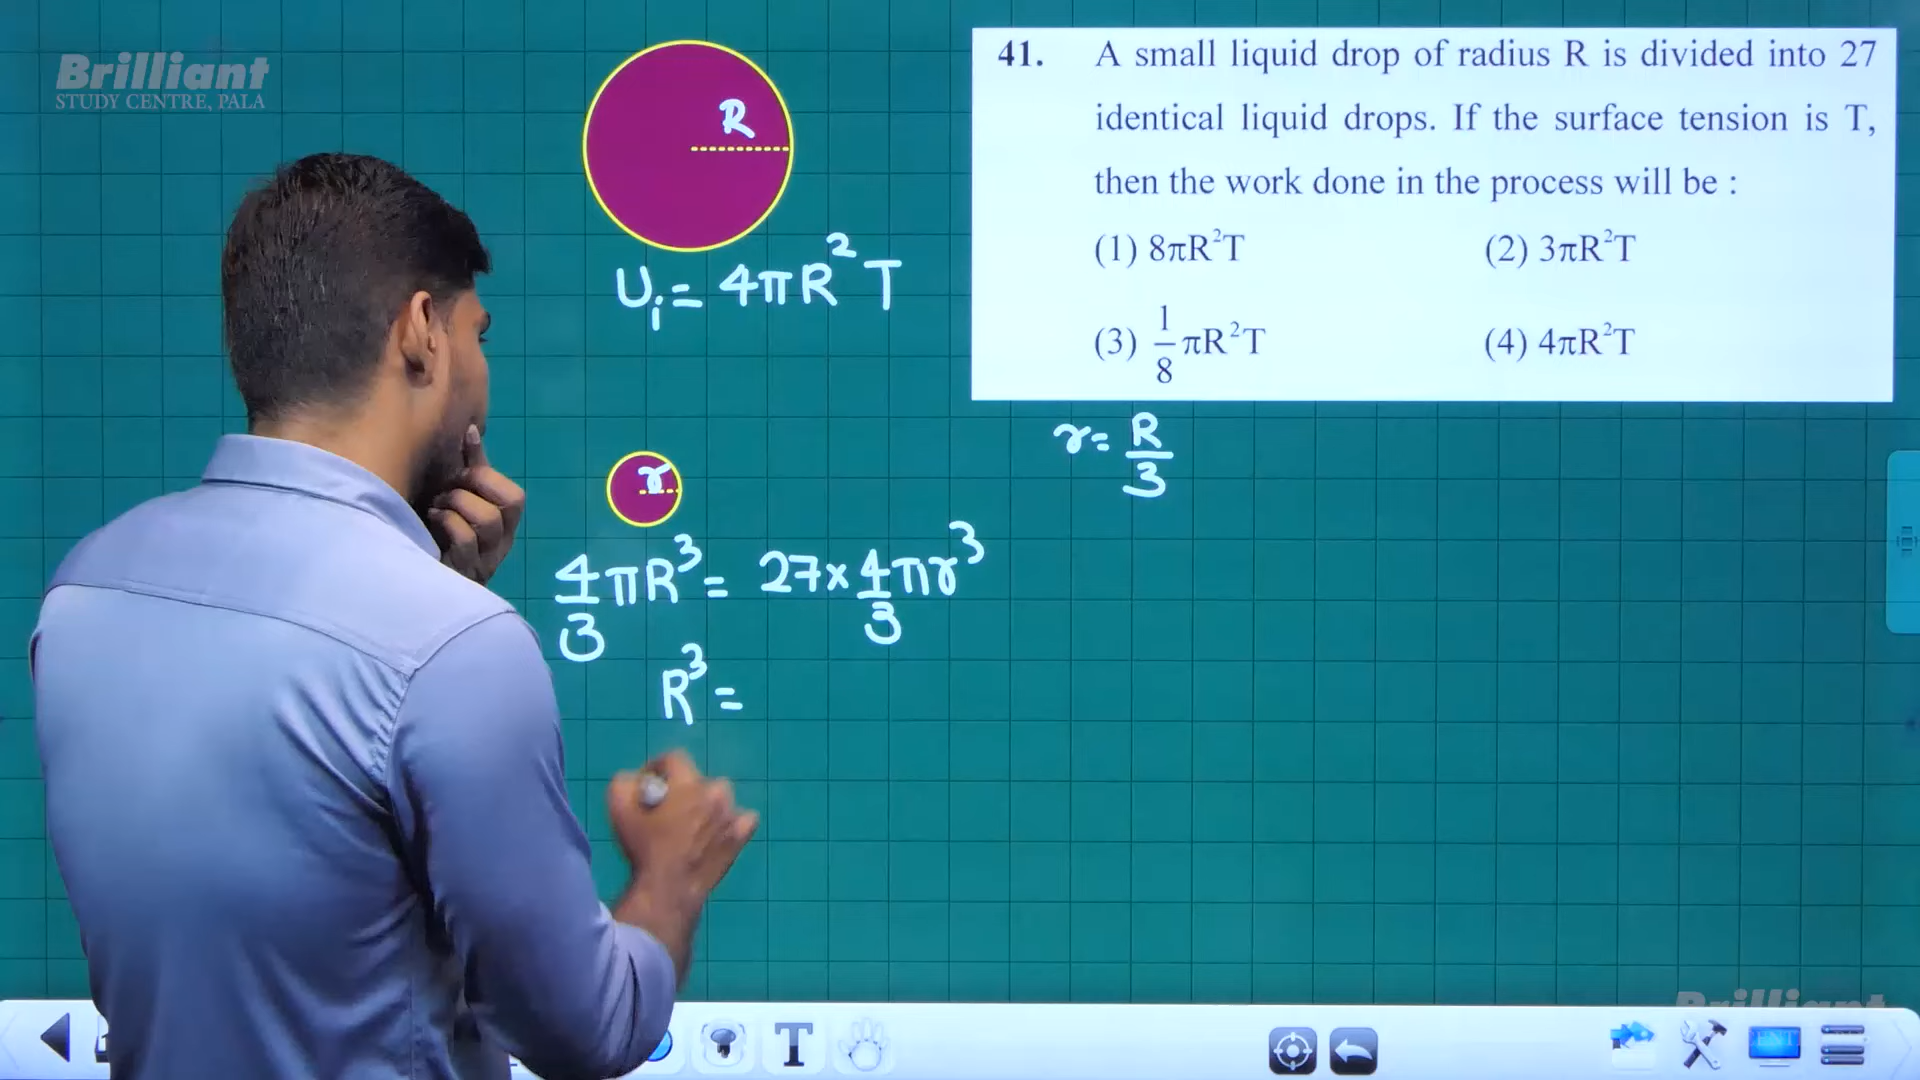 Brilliant
STUDY CENTRE, PALA
R
Uᵢ = 4πR²T
41. A small liquid drop of radius R is divided into 27
identical liquid drops. If the surface tension is T,
then the work done in the process will be :
(1) 8πR²T (2) 3πR²T
(3) 1/8 πR²T (4) 4πR²T
r = R/3
r
4/3 πR³ = 27 × 4/3 πr³
R³ =
Brilliant
T
ENT